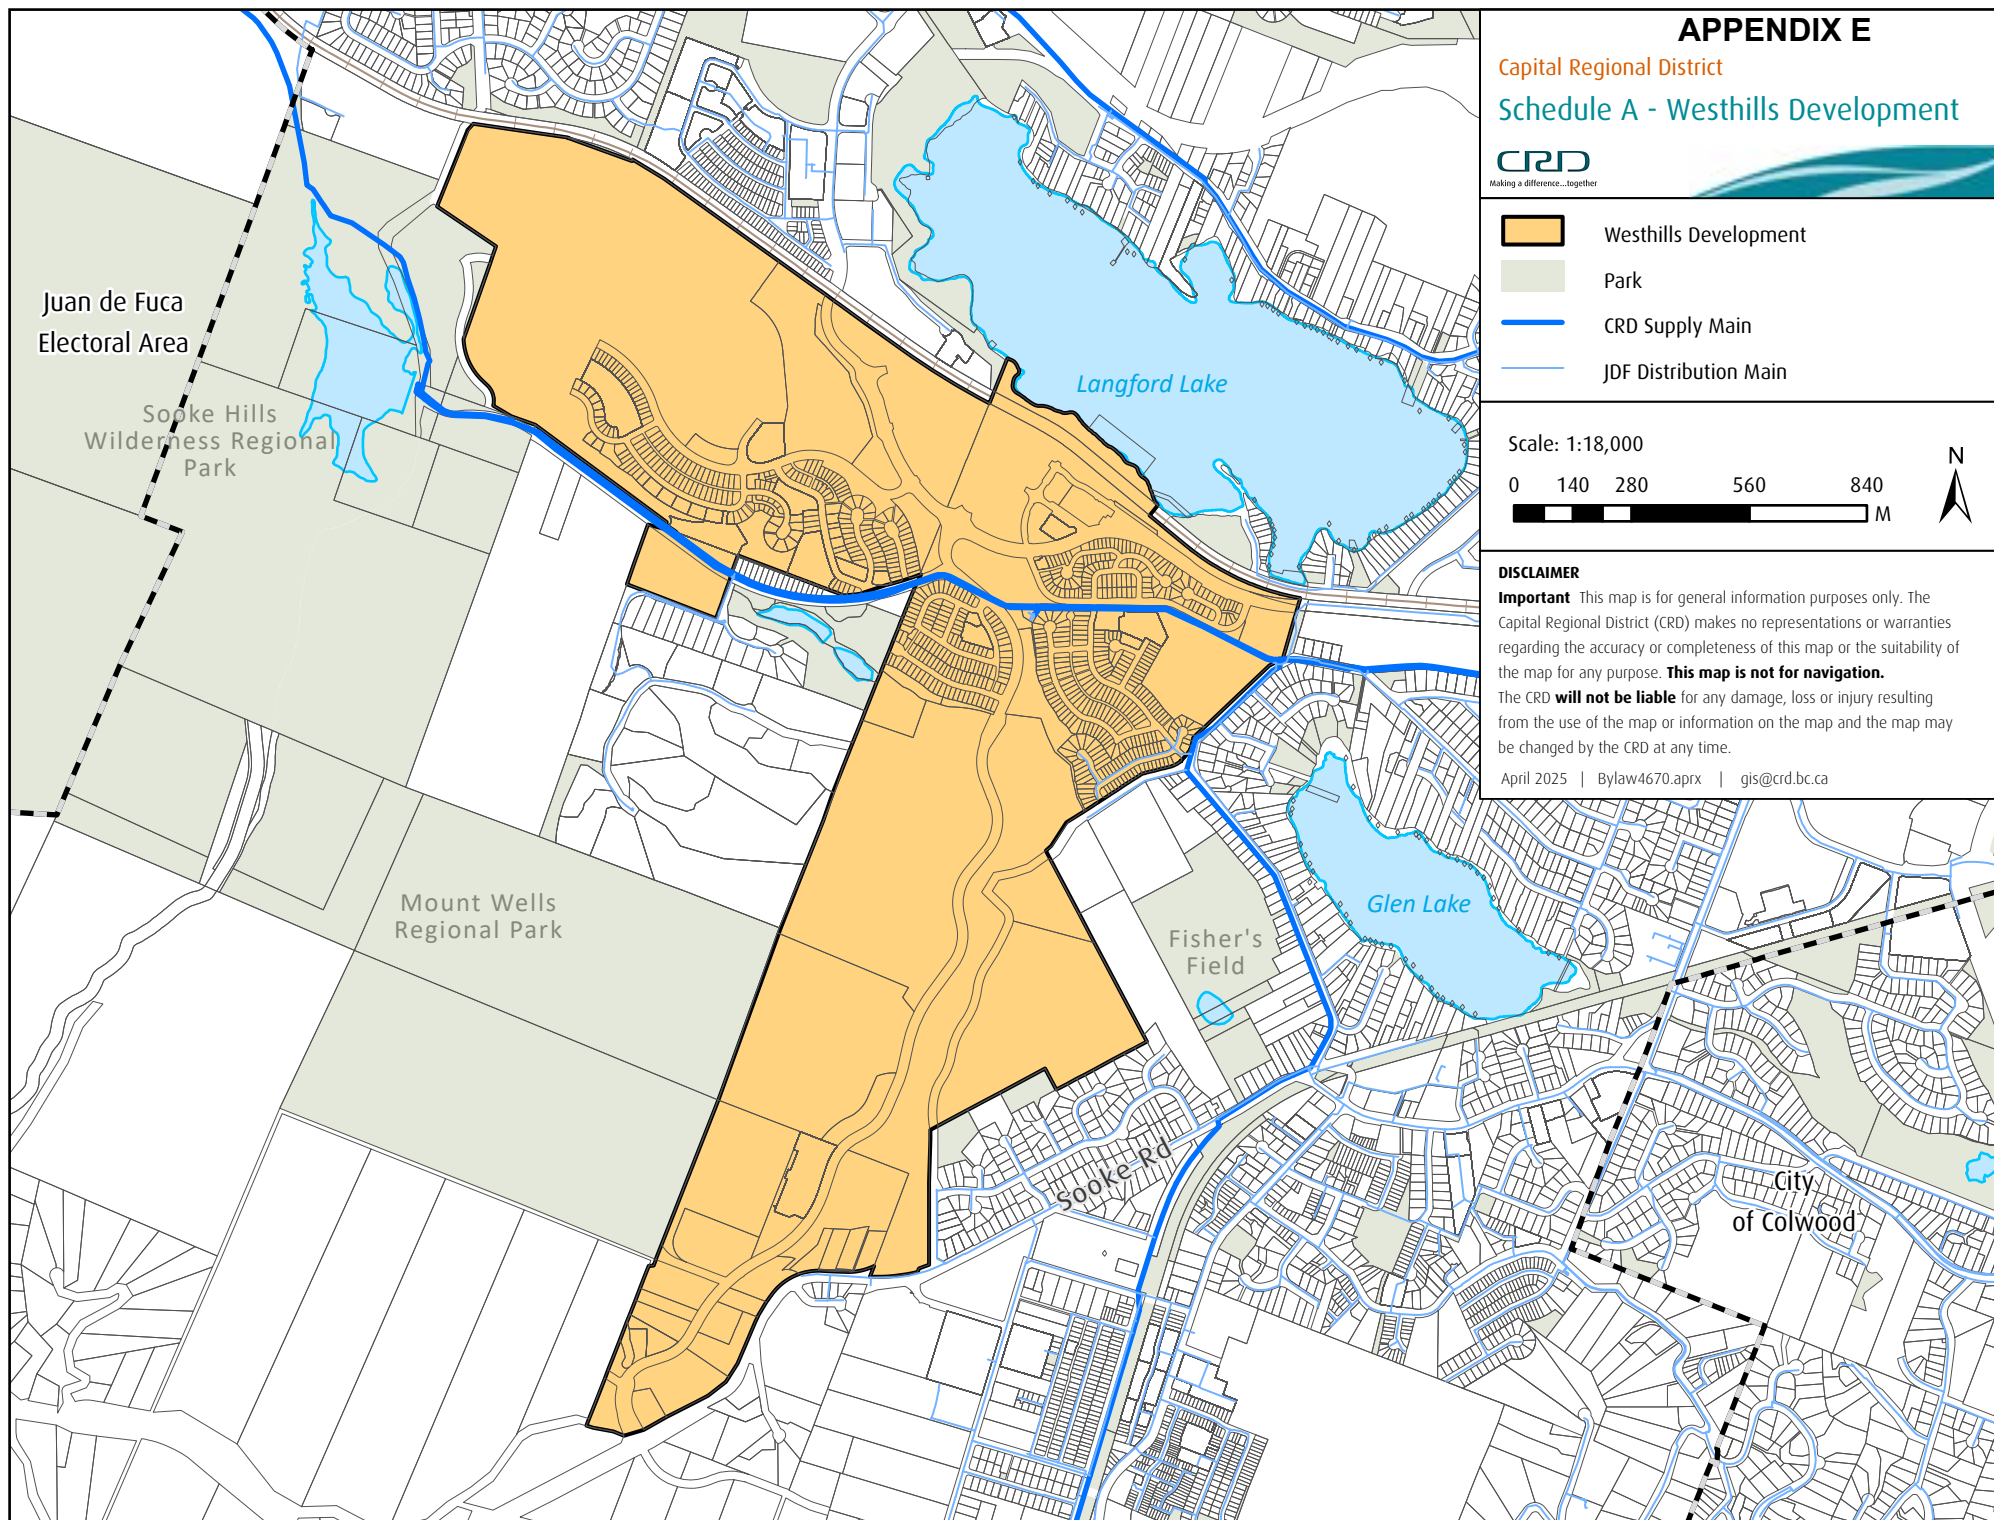 APPENDIX E
Capital Regional District
Schedule A - Westhills Development
CRD
Making a difference...together
Westhills Development
Park
CRD Supply Main
JDF Distribution Main
Scale: 1:18,000
0 140 280 560 840
M
N
DISCLAIMER
Important This map is for general information purposes only. The
Capital Regional District (CRD) makes no representations or warranties
regarding the accuracy or completeness of this map or the suitability of
the map for any purpose. This map is not for navigation.
The CRD will not be liable for any damage, loss or injury resulting
from the use of the map or information on the map and the map may
be changed by the CRD at any time.
April 2025 | Bylaw4670.aprx | gis@crd.bc.ca
Juan de Fuca
Electoral Area
Sooke Hills
Wilderness Regional
Park
Langford Lake
Mount Wells
Regional Park
Glen Lake
Fisher's
Field
Sooke Rd
City
of Colwood